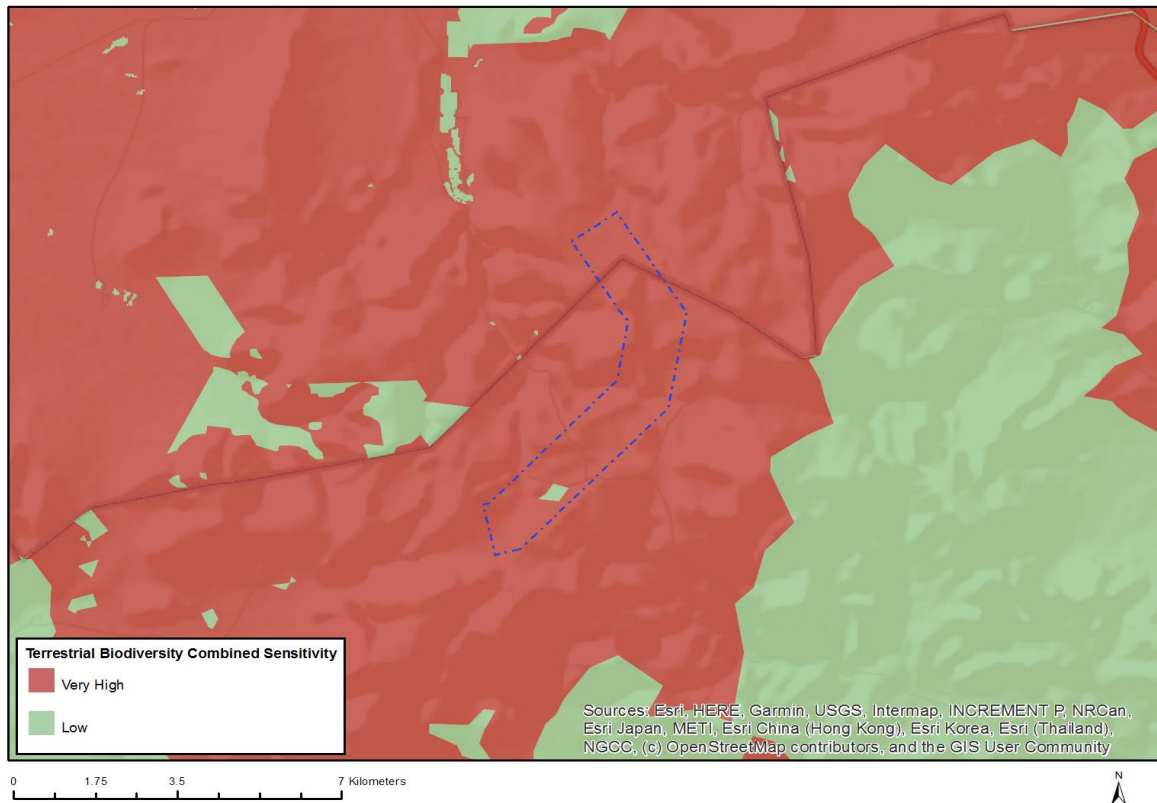 Terrestrial Biodiversity Combined Sensitivity
Very High
Low
Sources: Esri, HERE, Garmin, USGS, Intermap, INCREMENT P, NRCan,
Esri Japan, METI, Esri China (Hong Kong), Esri Korea, Esri (Thailand),
NGCC, (c) OpenStreetMap contributors, and the GIS User Community
0 1.75 3.5 7 Kilometers
N